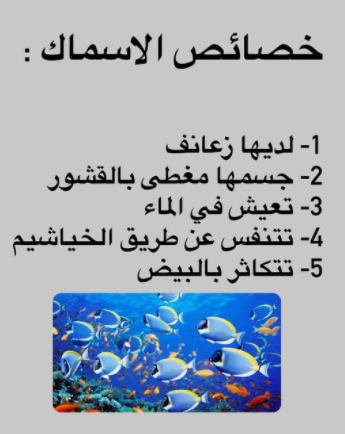 خصائص الاسماك :
1- لديها زعانف
2- جسمها مغطى بالقشور
3- تعيش في الماء
4- تتنفس عن طريق الخياشيم
5- تتكاثر بالبيض